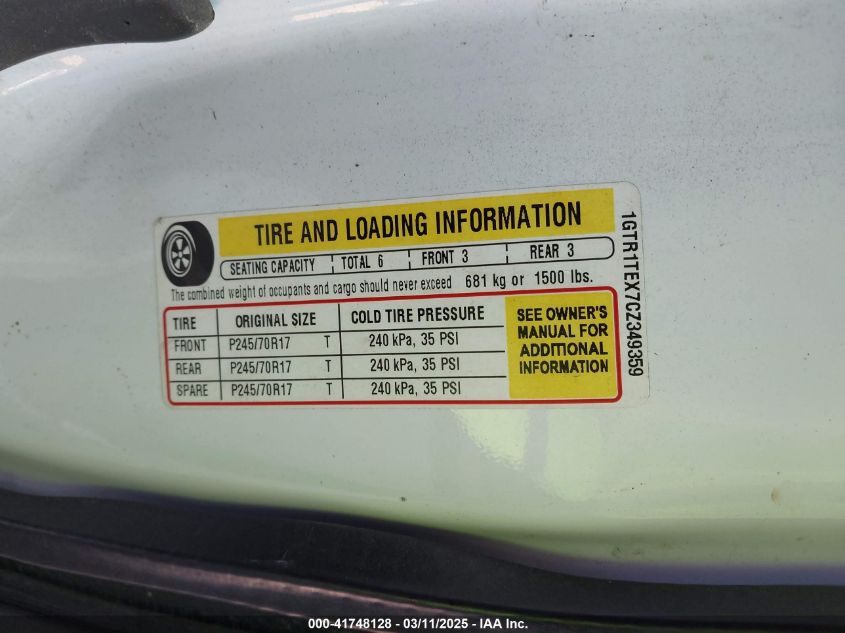 TIRE AND LOADING INFORMATION
SEATING CAPACITY TOTAL 6 FRONT 3 REAR 3
The combined weight of occupants and cargo should never exceed 681 kg or 1500 lbs.
TIRE ORIGINAL SIZE COLD TIRE PRESSURE
FRONT P245/70R17 T 240 kPa, 35 PSI
REAR P245/70R17 T 240 kPa, 35 PSI
SPARE P245/70R17 T 240 kPa, 35 PSI
SEE OWNER'S
MANUAL FOR
ADDITIONAL
INFORMATION
1GTR1TEX7CZ349359
000-41748128 - 03/11/2025 - IAA Inc.